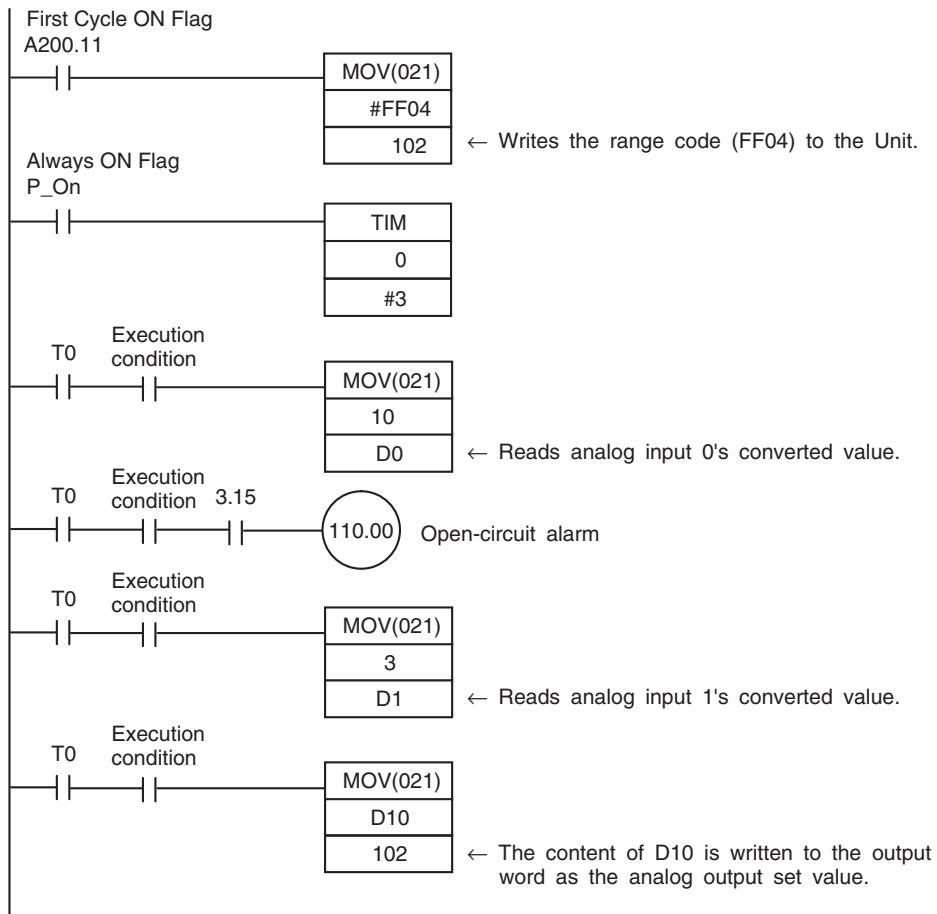 First Cycle ON Flag
A200.11
MOV(021)
#FF04
102 ← Writes the range code (FF04) to the Unit.
Always ON Flag
P_On
TIM
0
#3
T0 Execution condition
MOV(021)
10
D0 ← Reads analog input 0's converted value.
T0 Execution condition 3.15
110.00 Open-circuit alarm
T0 Execution condition
MOV(021)
3
D1 ← Reads analog input 1's converted value.
T0 Execution condition
MOV(021)
D10
102 ← The content of D10 is written to the output
word as the analog output set value.